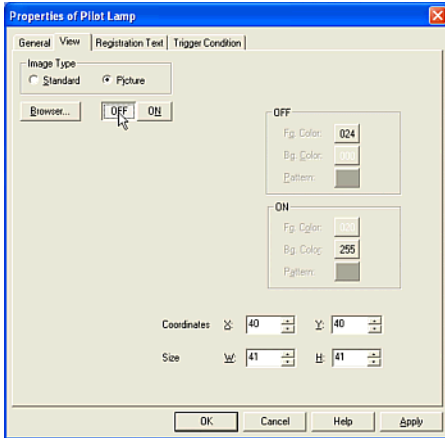 Properties of Pilot Lamp
General View Registration Text Trigger Condition
Image Type
Standard Picture
Browser... OFF ON
OFF
Fg. Color: 024
Bg. Color: 000
Pattern:
ON
Fg. Color: 020
Bg. Color: 255
Pattern:
Coordinates X: 40 Y: 40
Size W: 41 H: 41
OK Cancel Help Apply